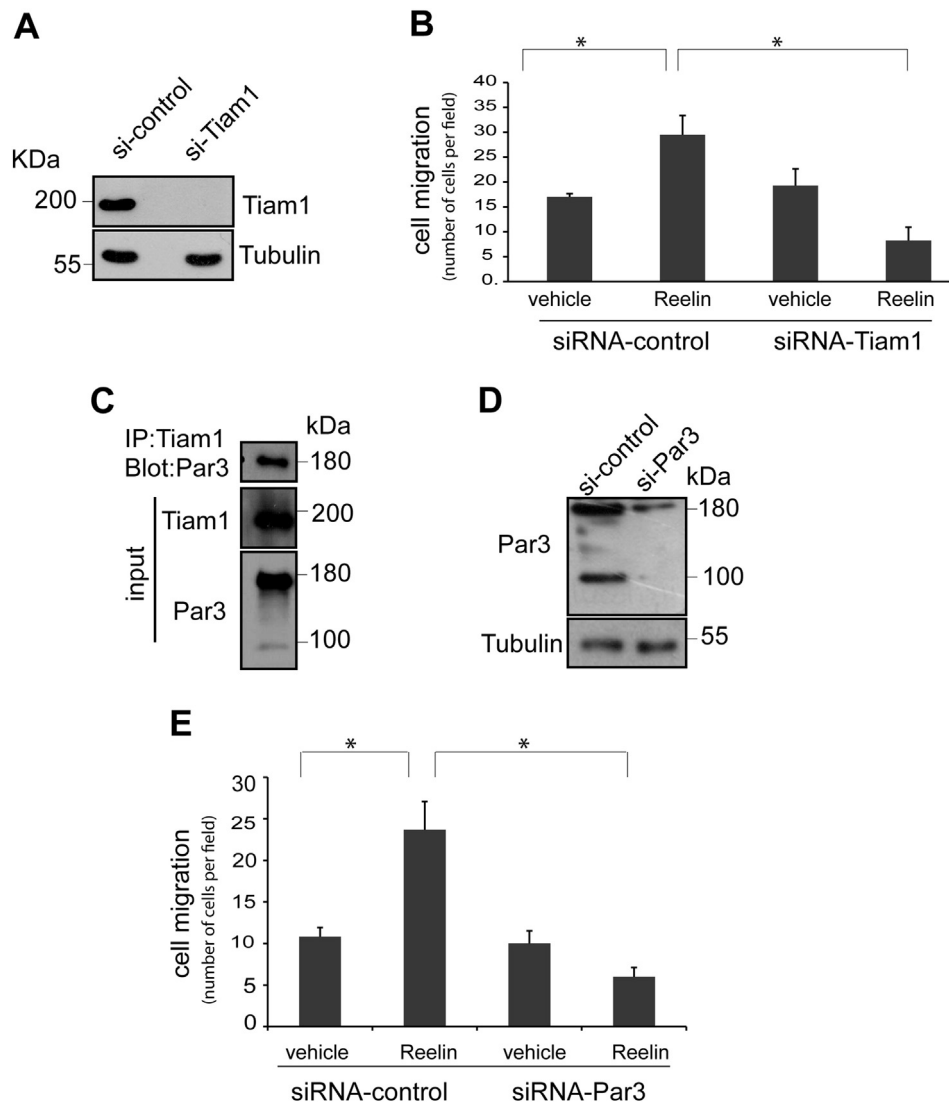 A
si-control
si-Tiam1
KDa
200
Tiam1
55
Tubulin
B
*
*
cell migration
(number of cells per field)
40
35
30
25
20
15
10
5
0.
vehicle
Reelin
vehicle
Reelin
siRNA-control
siRNA-Tiam1
C
IP:Tiam1
Blot:Par3
kDa
180
input
Tiam1
200
Par3
180
100
D
si-control
si-Par3
kDa
Par3
180
100
Tubulin
55
E
*
*
cell migration
(number of cells per field)
30
25
20
15
10
5
0
vehicle
Reelin
vehicle
Reelin
siRNA-control
siRNA-Par3